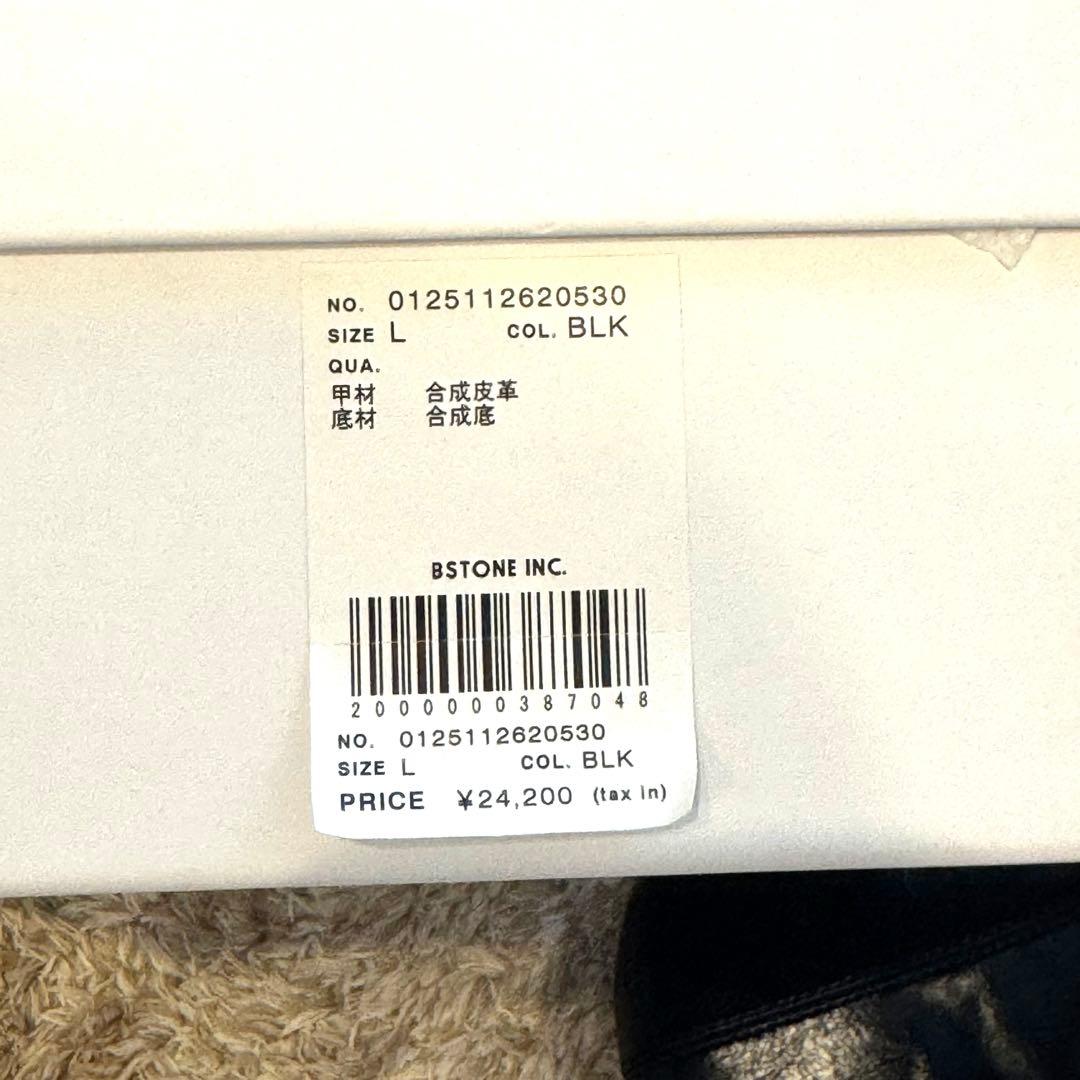 NO. 0125112620530
SIZE L COL. BLK
QUA.
甲材 合成皮革
底材 合成底
BSTONE INC.
2000000387048
NO. 0125112620530
SIZE L COL. BLK
PRICE ¥24,200 (tax in)